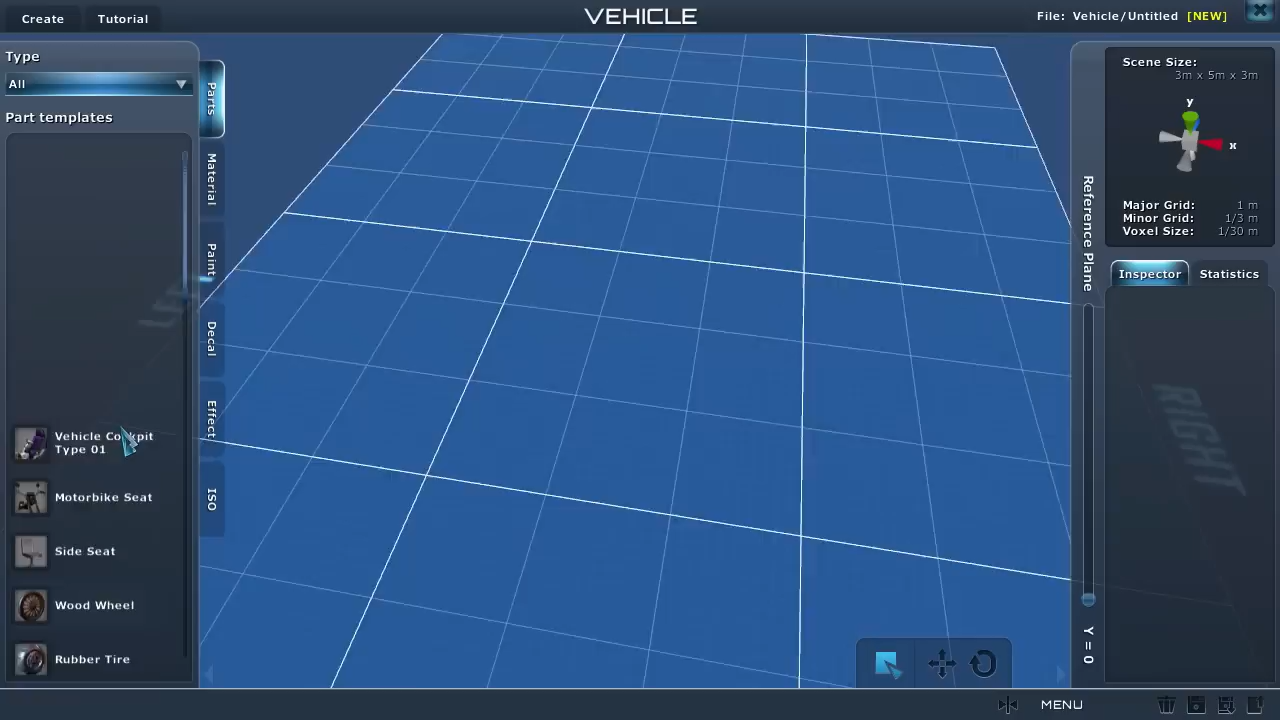 Create
Tutorial
VEHICLE
File: Vehicle/Untitled [NEW]
Type
All
Part templates
Vehicle Cockpit
Type 01
Motorbike Seat
Side Seat
Wood Wheel
Rubber Tire
Parts
Material
Paint
Decal
Effect
ISO
RIGHT
Reference Plane
Y = 0
Scene Size:
3m x 5m x 3m
y
x
Major Grid: 1 m
Minor Grid: 1/3 m
Voxel Size: 1/30 m
Inspector
Statistics
MENU